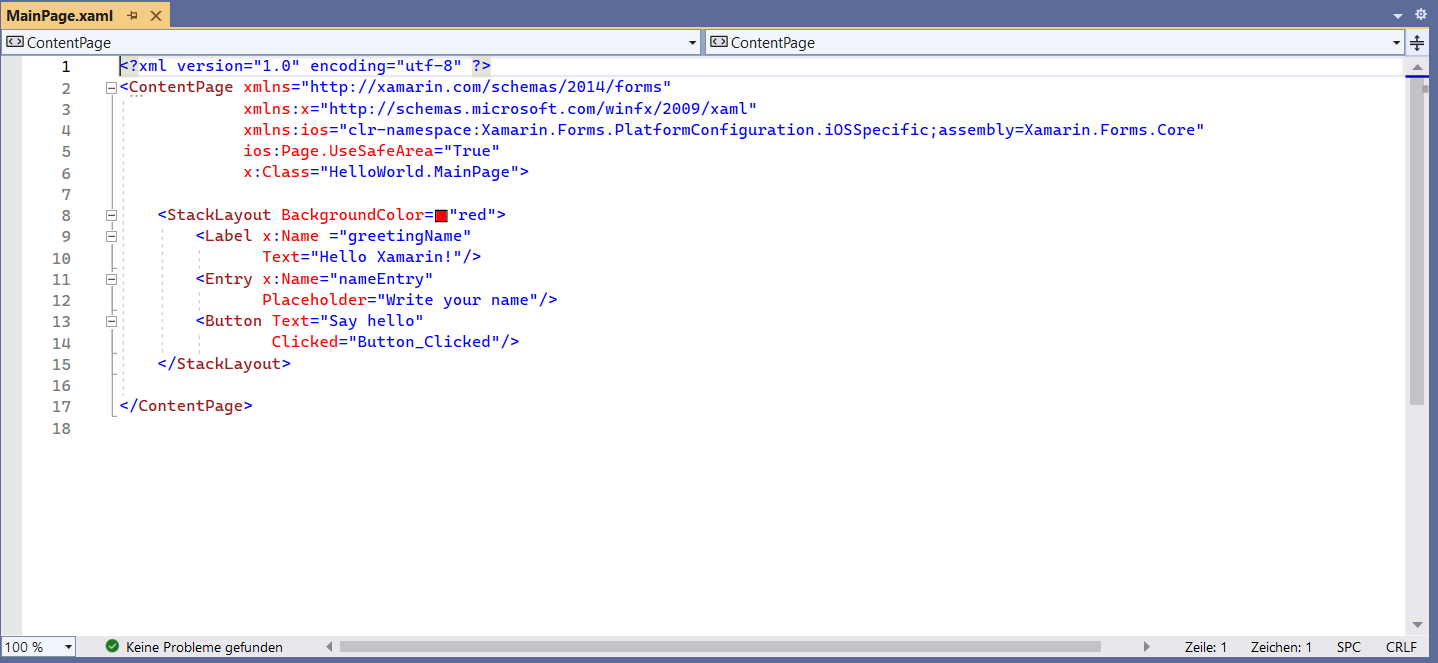 MainPage.xaml
ContentPage ContentPage
1 <?xml version="1.0" encoding="utf-8" ?>
2 <ContentPage xmlns="http://xamarin.com/schemas/2014/forms"
3 xmlns:x="http://schemas.microsoft.com/winfx/2009/xaml"
4 xmlns:ios="clr-namespace:Xamarin.Forms.PlatformConfiguration.iOSSpecific;assembly=Xamarin.Forms.Core"
5 ios:Page.UseSafeArea="True"
6 x:Class="HelloWorld.MainPage">
7
8 <StackLayout BackgroundColor="red">
9 <Label x:Name ="greetingName"
10 Text="Hello Xamarin!"/>
11 <Entry x:Name="nameEntry"
12 Placeholder="Write your name"/>
13 <Button Text="Say hello"
14 Clicked="Button_Clicked"/>
15 </StackLayout>
16
17 </ContentPage>
18
100 % Keine Probleme gefunden Zeile: 1 Zeichen: 1 SPC CRLF